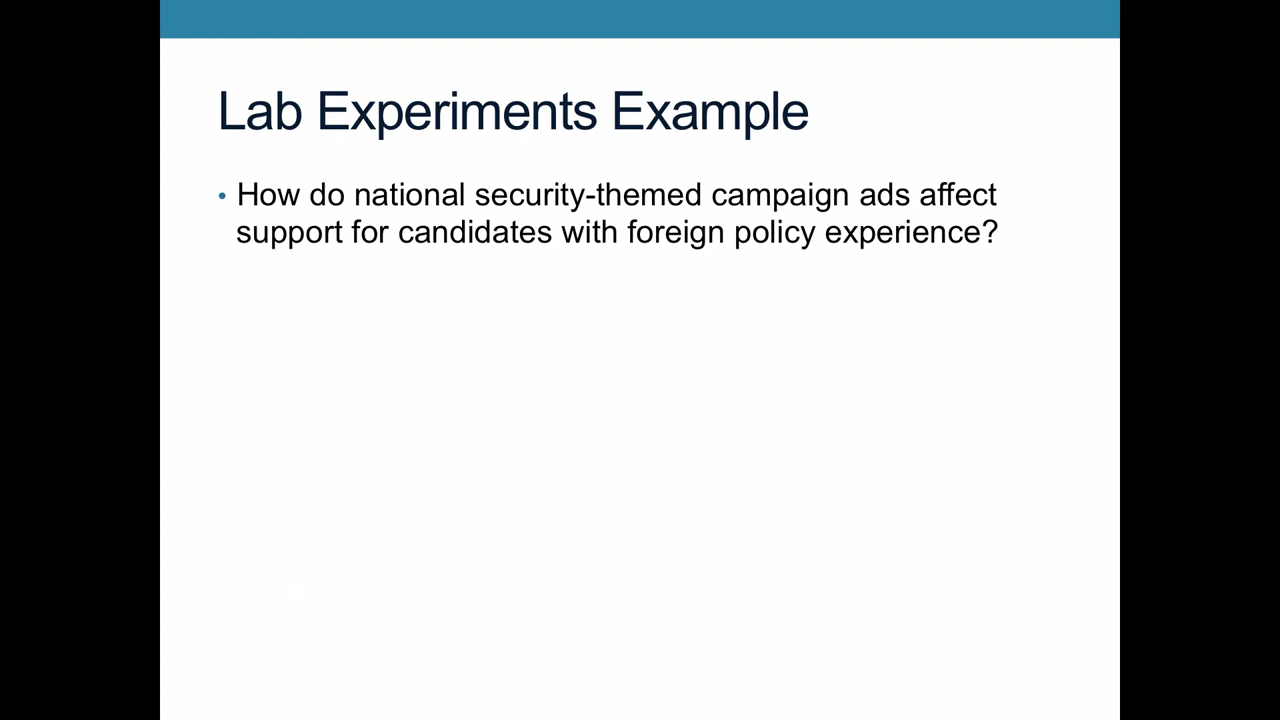 Lab Experiments Example
• How do national security-themed campaign ads affect
support for candidates with foreign policy experience?